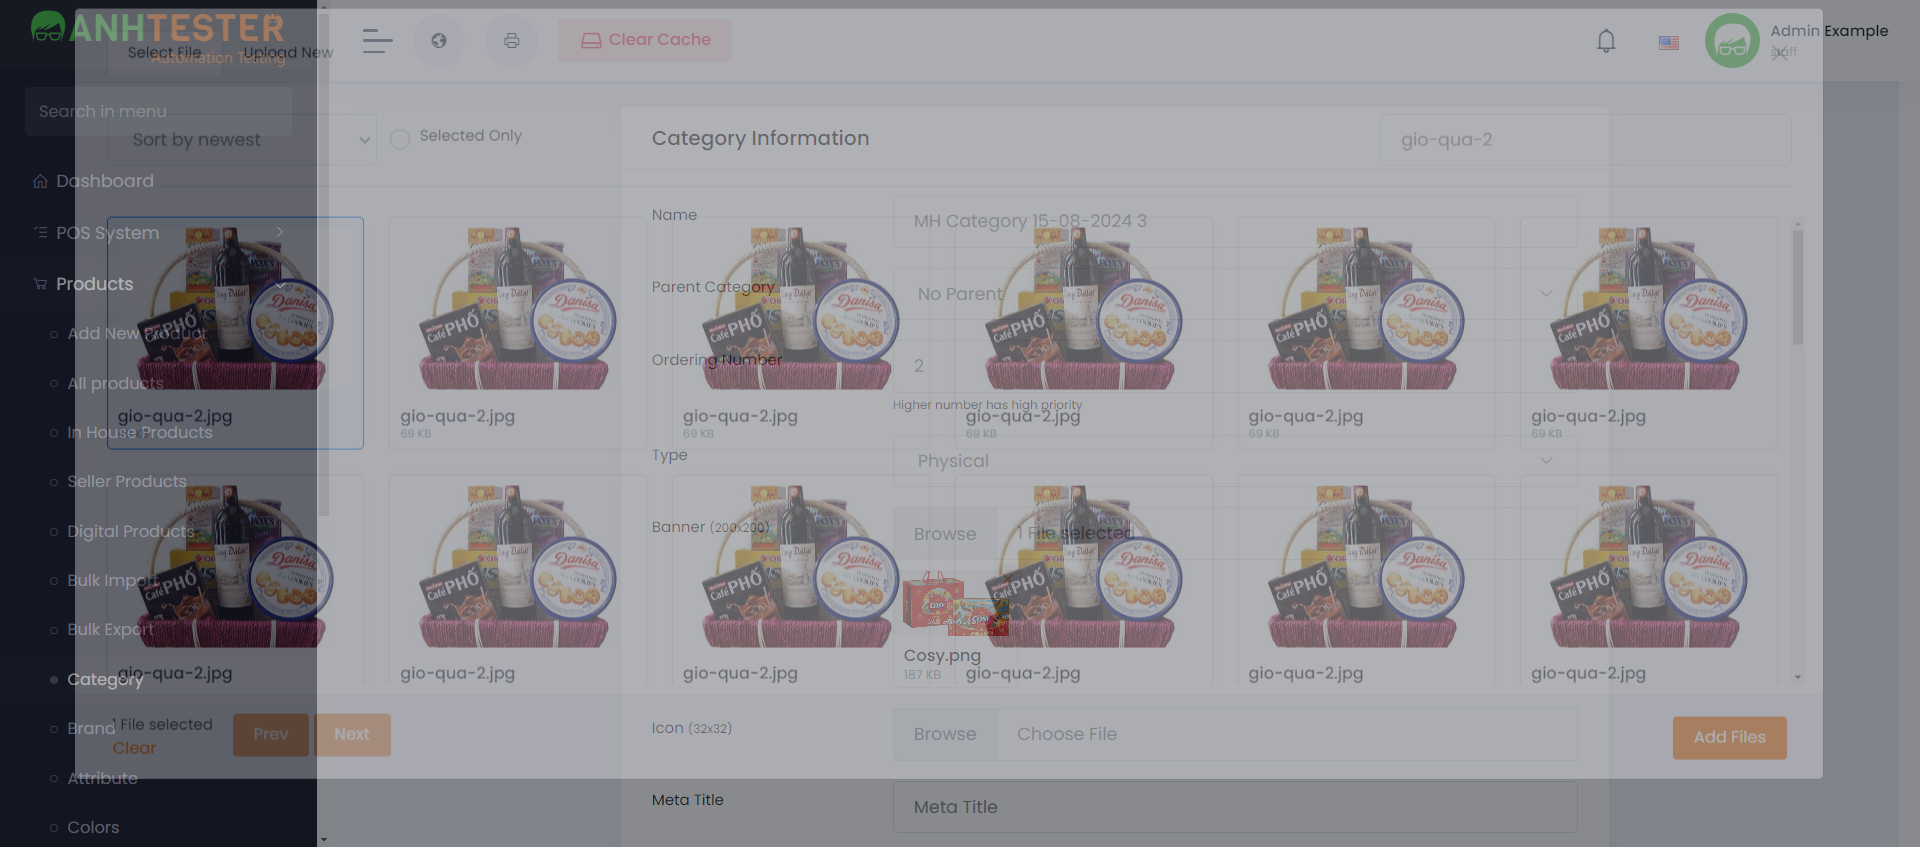 ANHTESTER
Automation Testing
Select File
Upload New
Clear Cache
Admin Example
staff
Search in menu
Sort by newest
Selected Only
Category Information
gio-qua-2
Dashboard
POS System
Products
Add New Product
All products
In House Products
Seller Products
Digital Products
Bulk Import
Bulk Export
Category
Brand
Attribute
Colors
Name
MH Category 15-08-2024 3
Parent Category
No Parent
Ordering Number
2
Higher number has high priority
Type
Physical
Banner (200x200)
Browse
1 File selected
Cosy.png
187 KB
Icon (32x32)
Browse
Choose File
Meta Title
Meta Title
gio-qua-2.jpg
gio-qua-2.jpg
69 KB
gio-qua-2.jpg
69 KB
gio-qua-2.jpg
69 KB
gio-qua-2.jpg
69 KB
gio-qua-2.jpg
69 KB
gio-qua-2.jpg
gio-qua-2.jpg
gio-qua-2.jpg
gio-qua-2.jpg
gio-qua-2.jpg
gio-qua-2.jpg
1 File selected
Clear
Prev
Next
Add Files